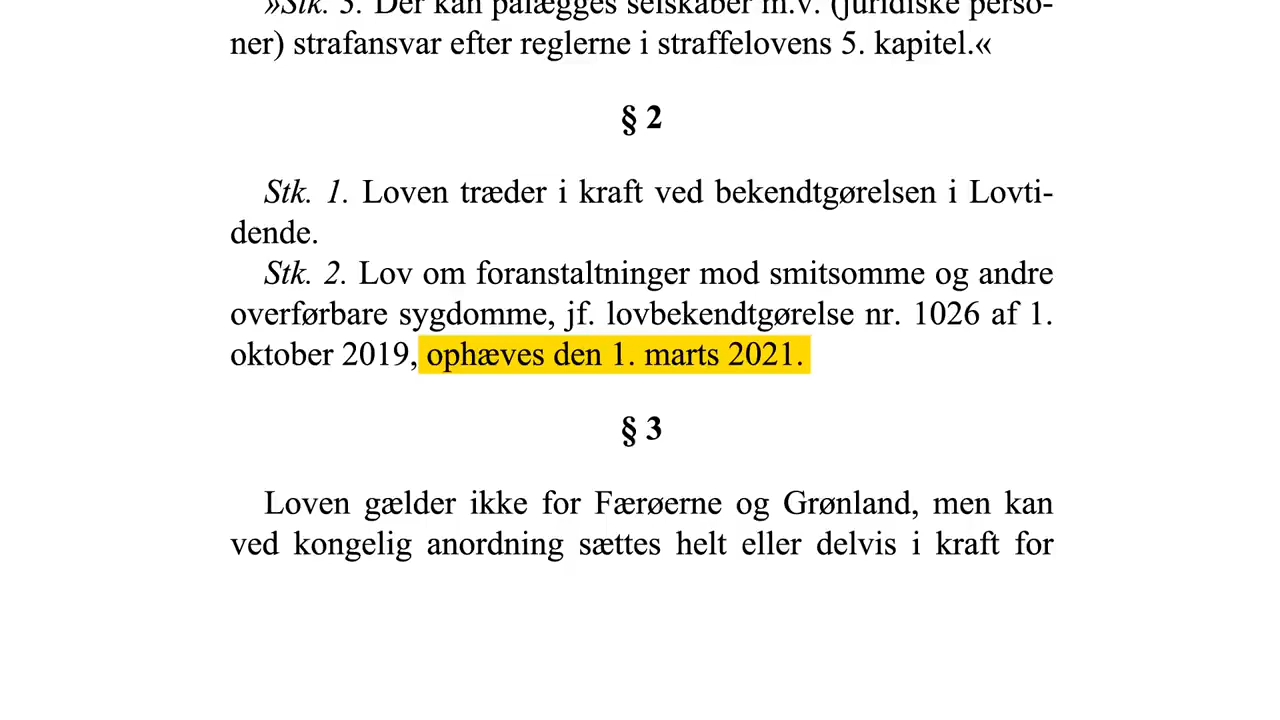 »Stk. 3. Der kan pålægges selskaber m.v. (juridiske perso-
ner) strafansvar efter reglerne i straffelovens 5. kapitel.«
§ 2
Stk. 1. Loven træder i kraft ved bekendtgørelsen i Lovti-
dende.
Stk. 2. Lov om foranstaltninger mod smitsomme og andre
overførbare sygdomme, jf. lovbekendtgørelse nr. 1026 af 1.
oktober 2019, ophæves den 1. marts 2021.
§ 3
Loven gælder ikke for Færøerne og Grønland, men kan
ved kongelig anordning sættes helt eller delvis i kraft for